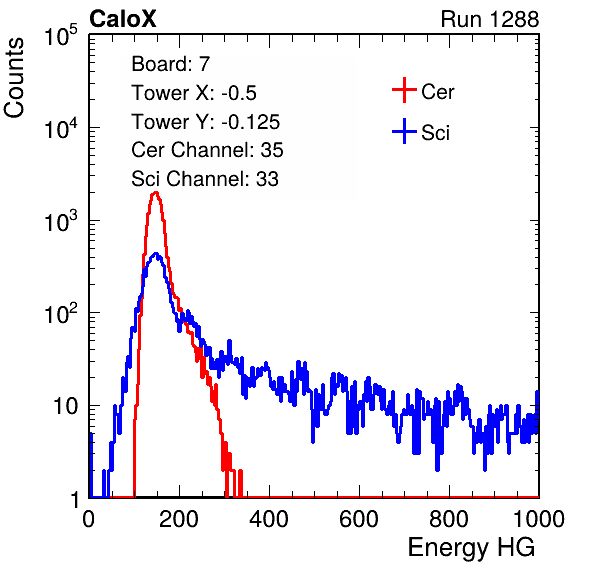 CaloX Run 1288
Counts
10^5
10^4
10^3
10^2
10
1
Board: 7
Tower X: -0.5
Tower Y: -0.125
Cer Channel: 35
Sci Channel: 33
Cer
Sci
0 200 400 600 800 1000
Energy HG